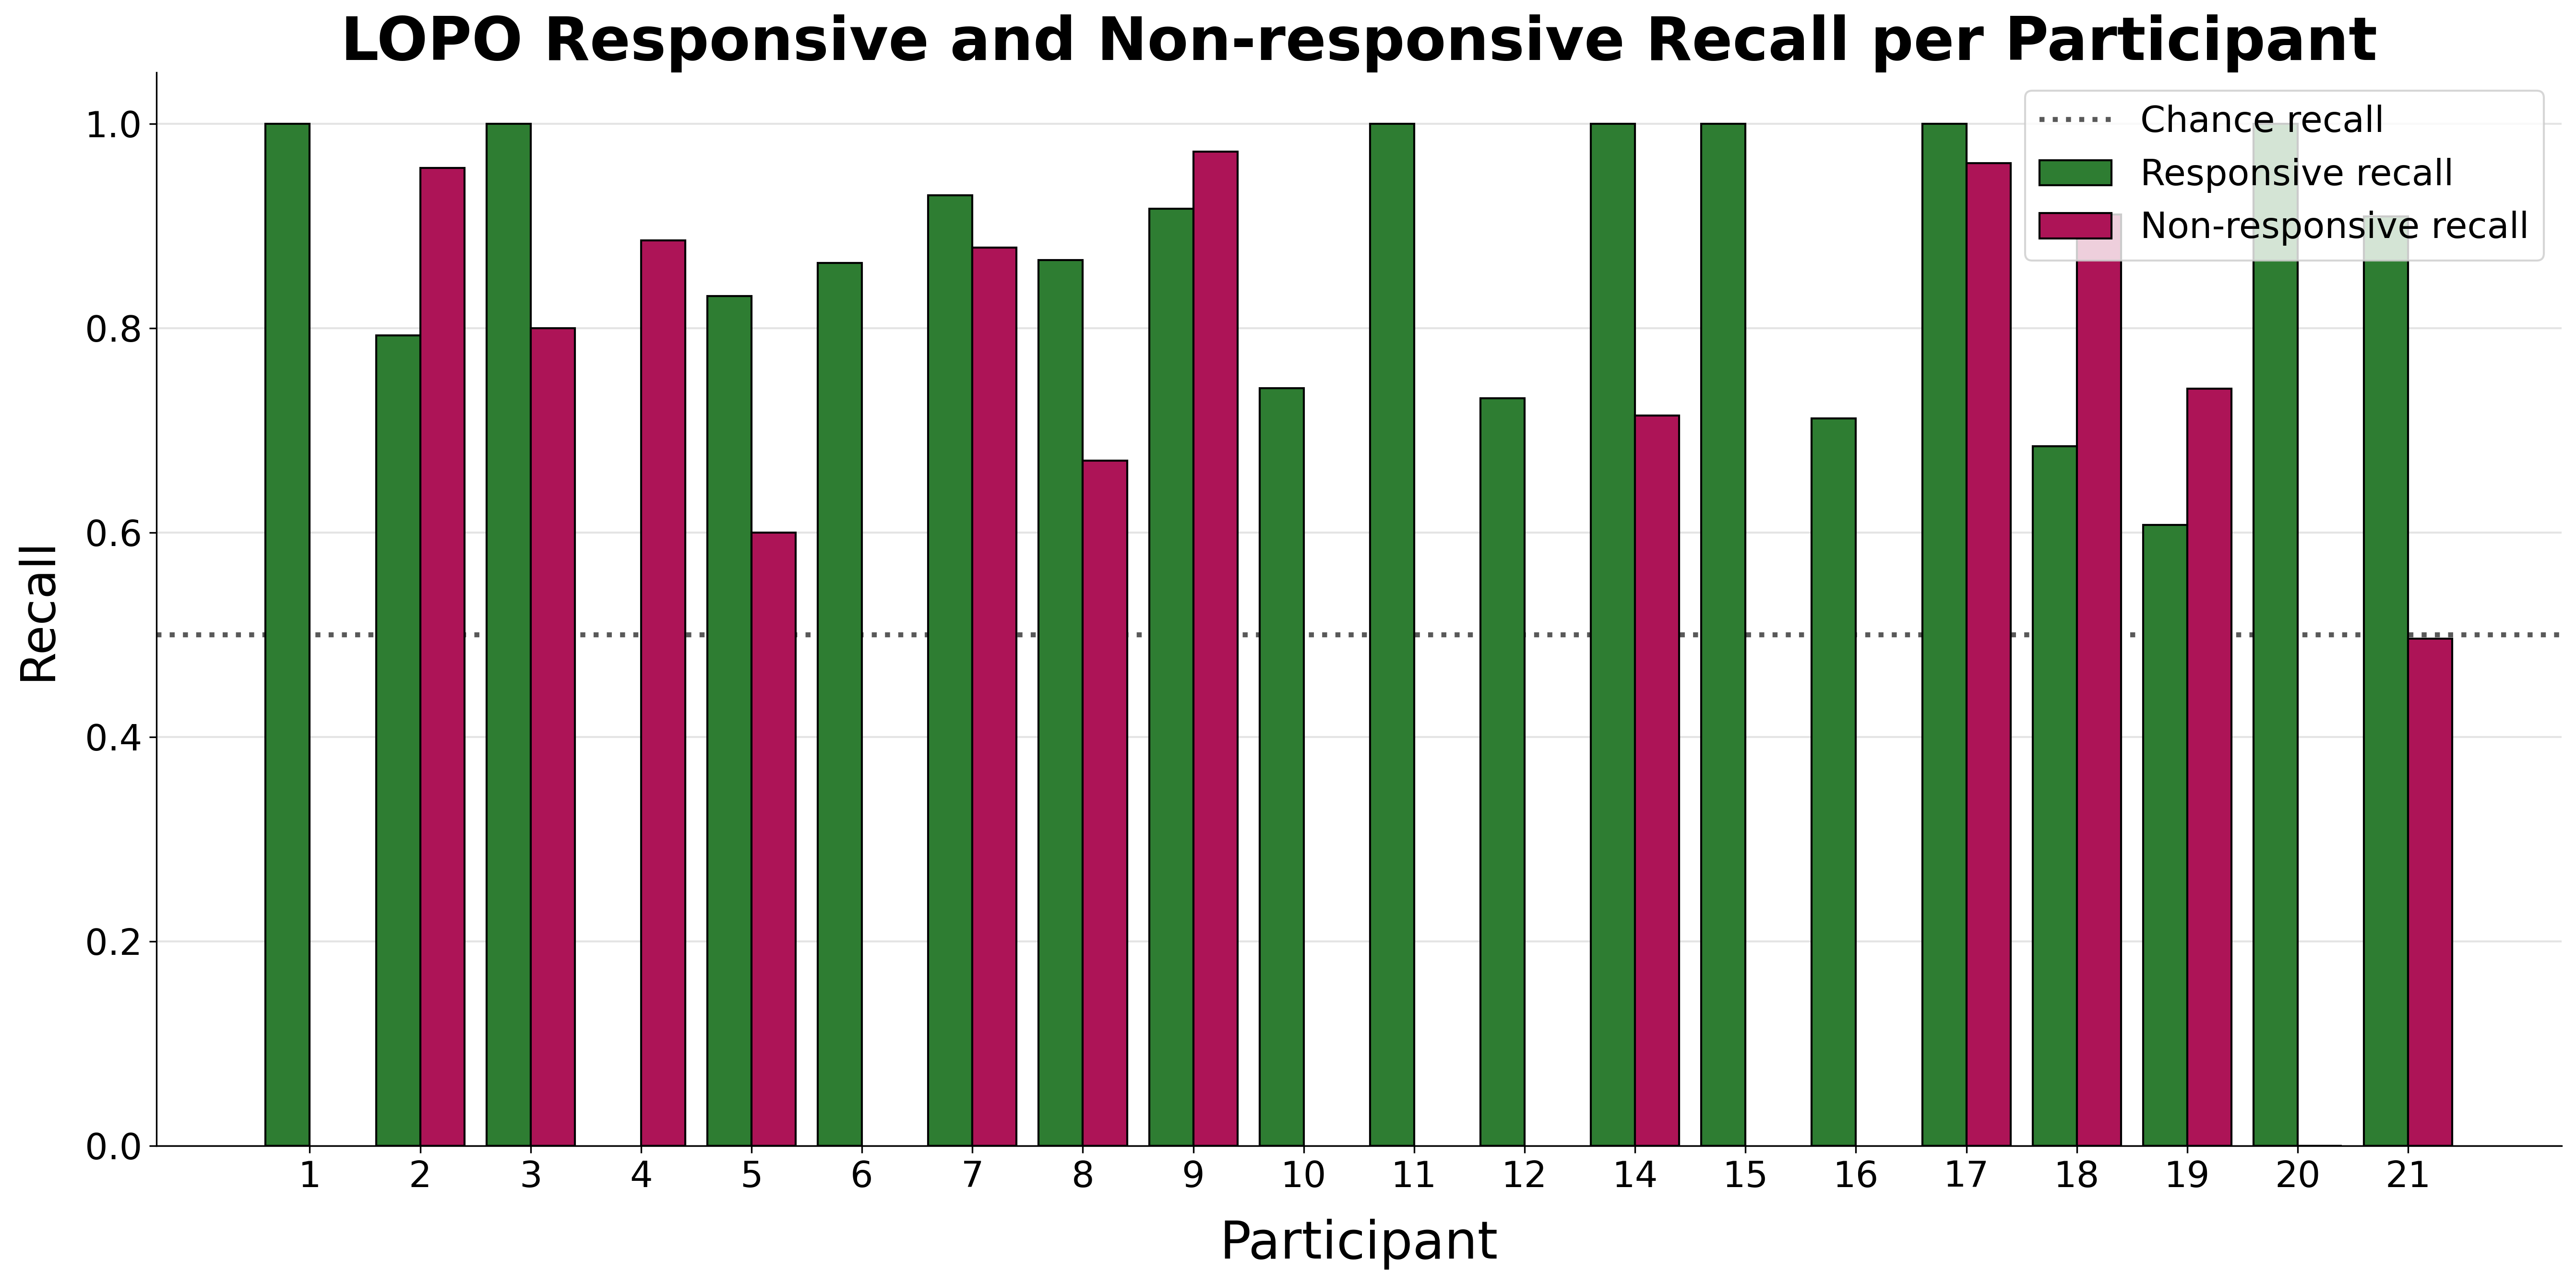 LOPO Responsive and Non-responsive Recall per Participant
Chance recall
Responsive recall
Non-responsive recall
Recall
1.0
0.8
0.6
0.4
0.2
0.0
1 2 3 4 5 6 7 8 9 10 11 12 14 15 16 17 18 19 20 21
Participant